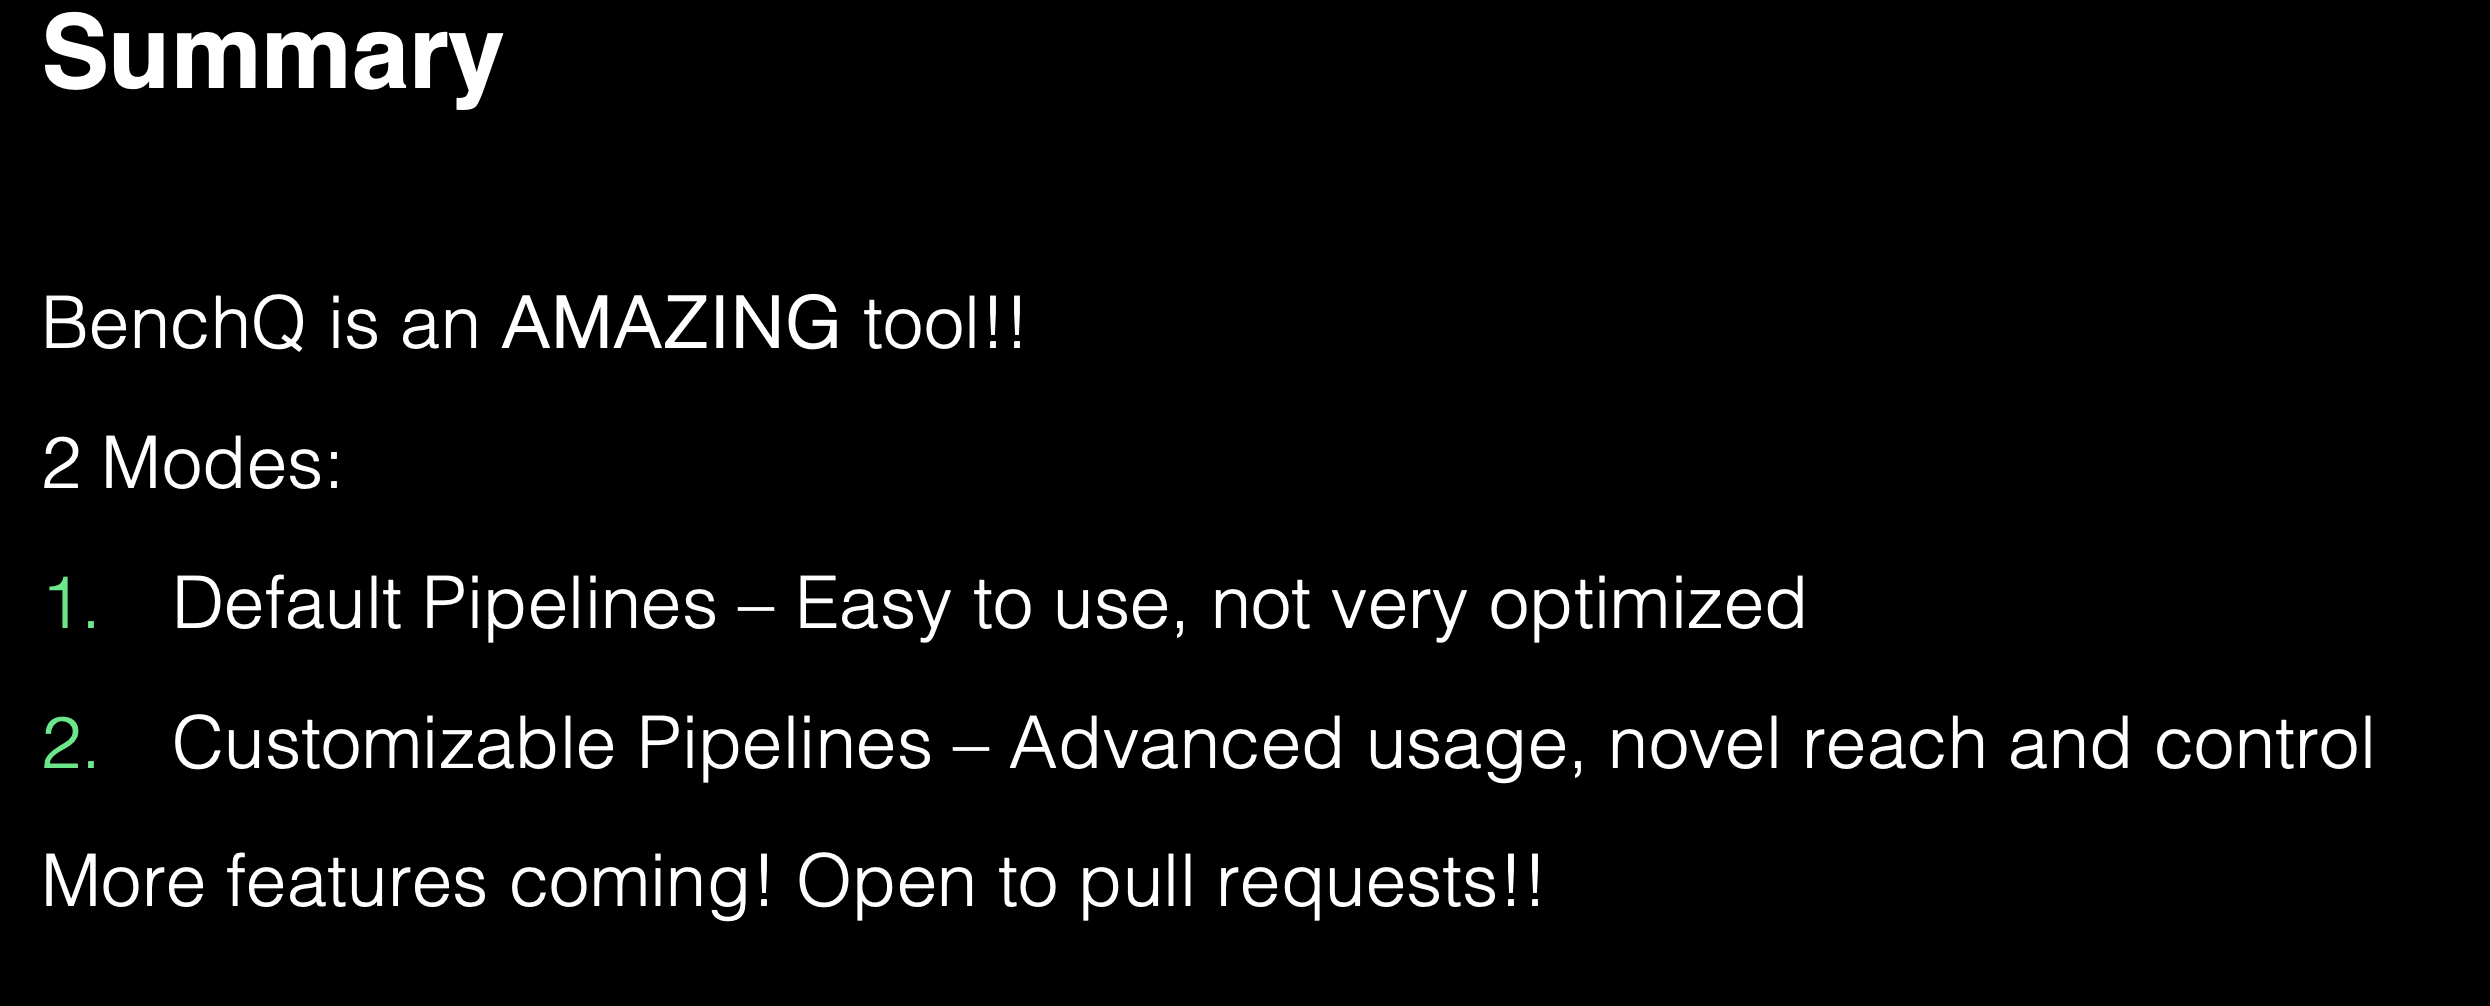 Summary
BenchQ is an AMAZING tool!!
2 Modes:
1. Default Pipelines – Easy to use, not very optimized
2. Customizable Pipelines – Advanced usage, novel reach and control
More features coming! Open to pull requests!!